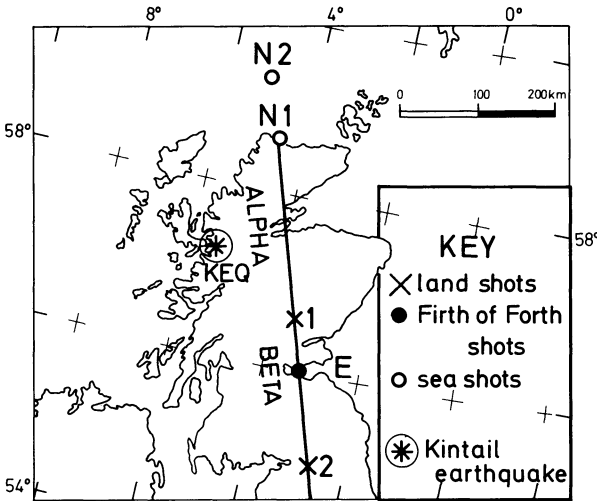 8°
4°
0°
N2
0
100
200km
N1
58°
ALPHA
58°
KEY
KEQ
land shots
1
Firth of Forth
shots
BETA
E
sea shots
Kintail
earthquake
2
54°